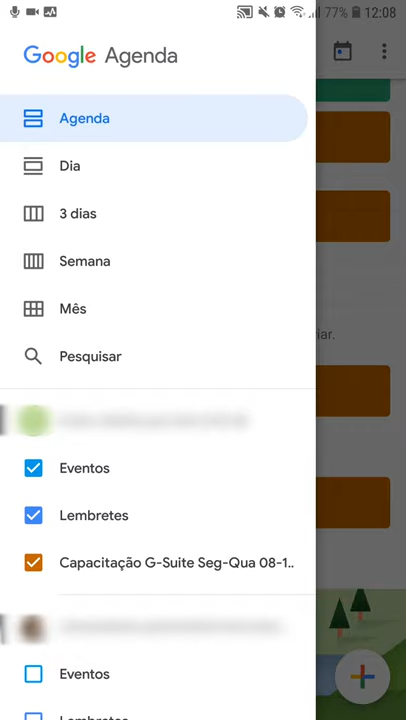 77% 12:08
Google Agenda
Agenda
Dia
3 dias
Semana
Mês
Pesquisar
iar.
Eventos
Lembretes
Capacitação G-Suite Seg-Qua 08-1..
Eventos
Lembretes